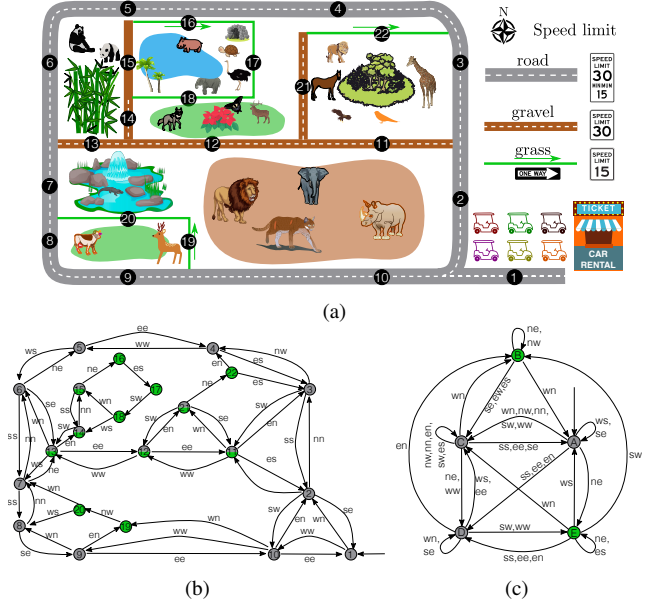 5
4
N
Speed limit
16
22
road
SPEED
LIMIT
30
MINIMUM
15
6
15
17
3
21
18
gravel
SPEED
LIMIT
30
14
13
12
11
grass
SPEED
LIMIT
15
ONE WAY
7
2
20
TICKET
8
19
CAR
RENTAL
9
10
1
(a)
ee
5
4
ww
ws
ne
16
ne
es
22
es
nw
6
15
17
3
se
wn
ss
nn
wn
sw
18
ws
sw
ne
21
se
wn
sw
en
es
ss
nn
13
en
ee
12
ee
ww
ww
nn
ws
ne
7
wn
ss
nn
ws
20
nw
2
8
wn
en
19
wn
sw
en
wn
se
se
9
ww
ee
10
ww
ee
1
(b)
ne,
nw
B
wn
se,ew,es
wn
en
nw,nn,en,
sw,es
wn,nw,nn,
sw,ww
C
A
ws,
se
ss,ee,se
sw
ne,
ww
ws,
ee
ss,ee,en
wn
ws
ne
D
sw,ww
E
wn,
se
ss,ee,en
ne,
es
(c)